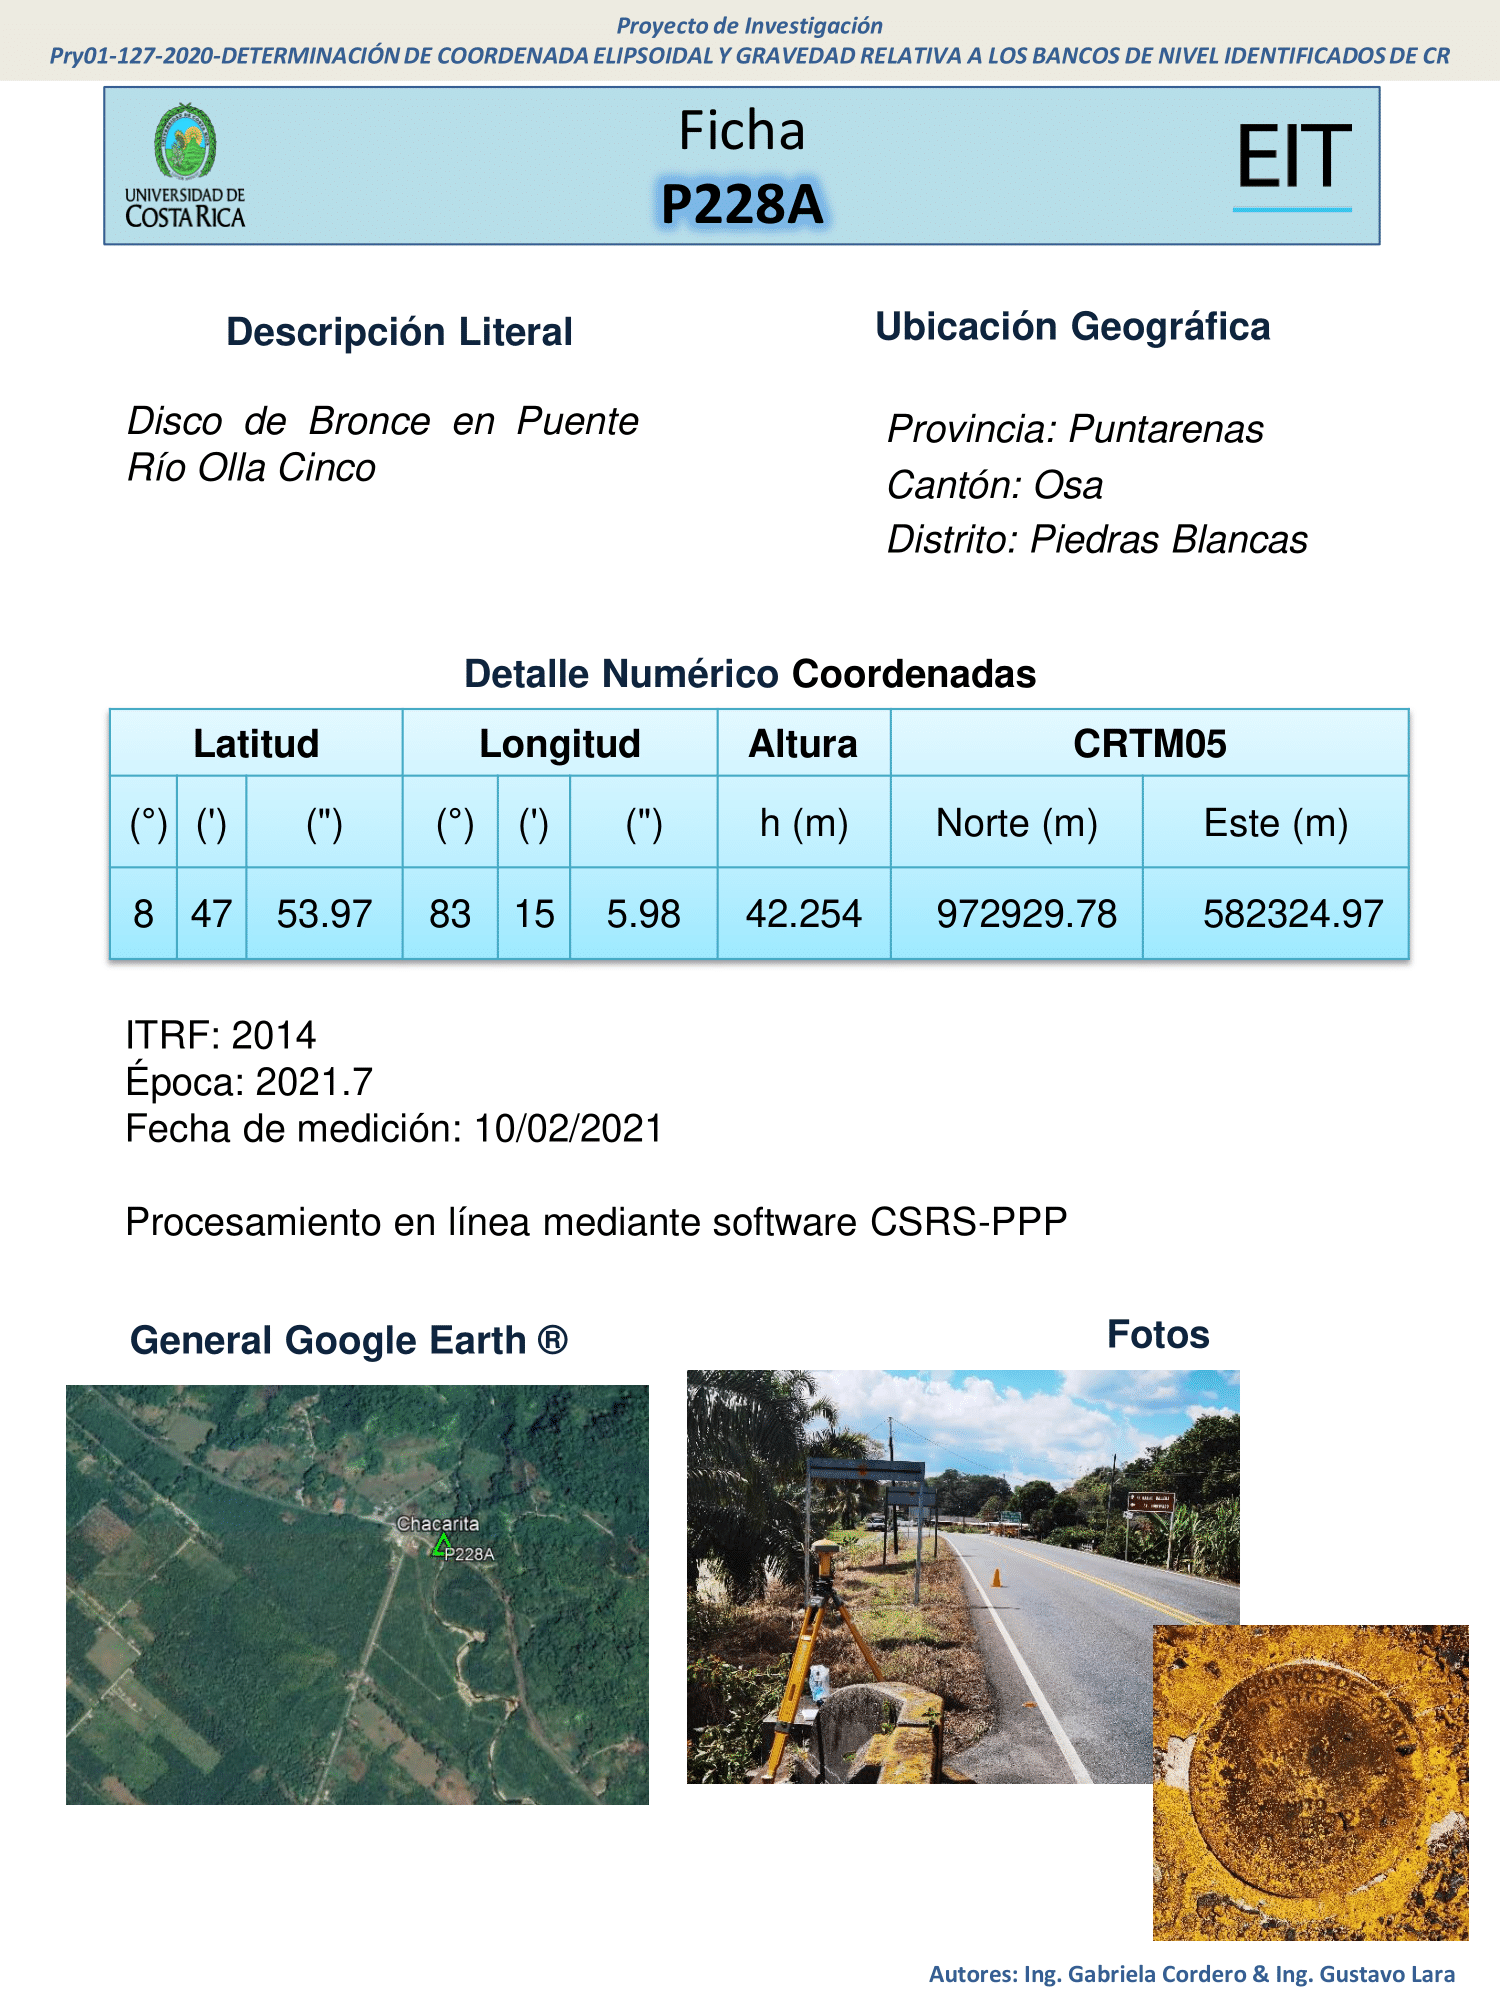 Proyecto de Investigación
Pry01-127-2020-DETERMINACIÓN DE COORDENADA ELIPSOIDAL Y GRAVEDAD RELATIVA A LOS BANCOS DE NIVEL IDENTIFICADOS DE CR
UNIVERSIDAD DE
COSTA RICA
Ficha
P228A
EIT
Descripción Literal
Disco de Bronce en Puente
Río Olla Cinco
Ubicación Geográfica
Provincia: Puntarenas
Cantón: Osa
Distrito: Piedras Blancas
Detalle Numérico Coordenadas
Latitud Longitud Altura CRTM05
(°) (') (") (°) (') (") h (m) Norte (m) Este (m)
8 47 53.97 83 15 5.98 42.254 972929.78 582324.97
ITRF: 2014
Época: 2021.7
Fecha de medición: 10/02/2021
Procesamiento en línea mediante software CSRS-PPP
General Google Earth ®
Chacarita
P228A
Fotos
Autores: Ing. Gabriela Cordero & Ing. Gustavo Lara